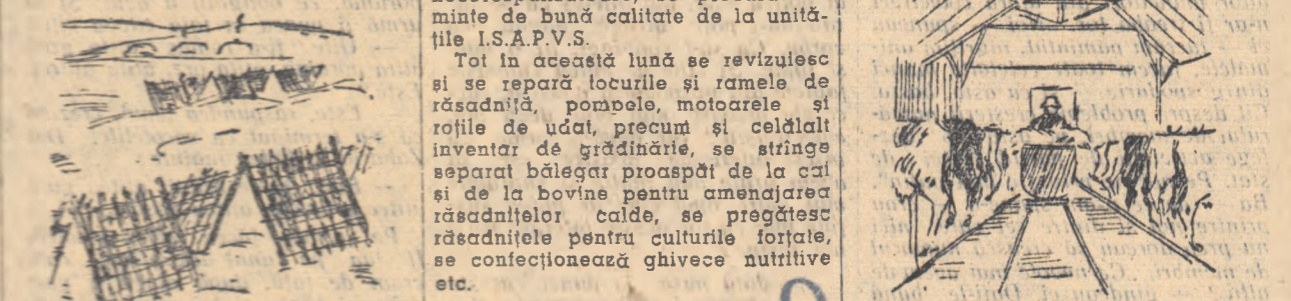 minte de bună calitate de la unită-
țile I.S.A.P.V.S.
Tot în această lună se revizuiesc
și se repară tocurile și ramele de
răsadniță, pompele, motoarele și
roțile de udat, precum și celălalt
inventar de grădinărie, se strînge
separat bălegar proaspăt de la cai
și de la bovine pentru amenajarea
răsadnițelor calde, se pregătesc
răsadnițele pentru culturile forțate,
se confecționează ghivece nutritive
etc.